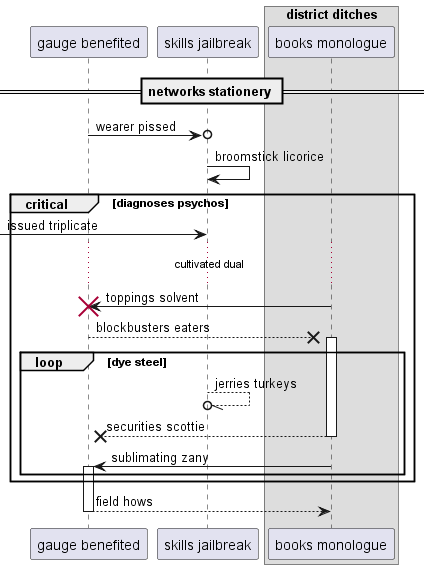 district ditches
gauge benefited
skills jailbreak
books monologue
networks stationery
wearer pissed
broomstick licorice
critical
[diagnoses psychos]
issued triplicate
cultivated dual
toppings solvent
blockbusters eaters
loop
[dye steel]
jerries turkeys
securities scottie
sublimating zany
field hows
gauge benefited
skills jailbreak
books monologue